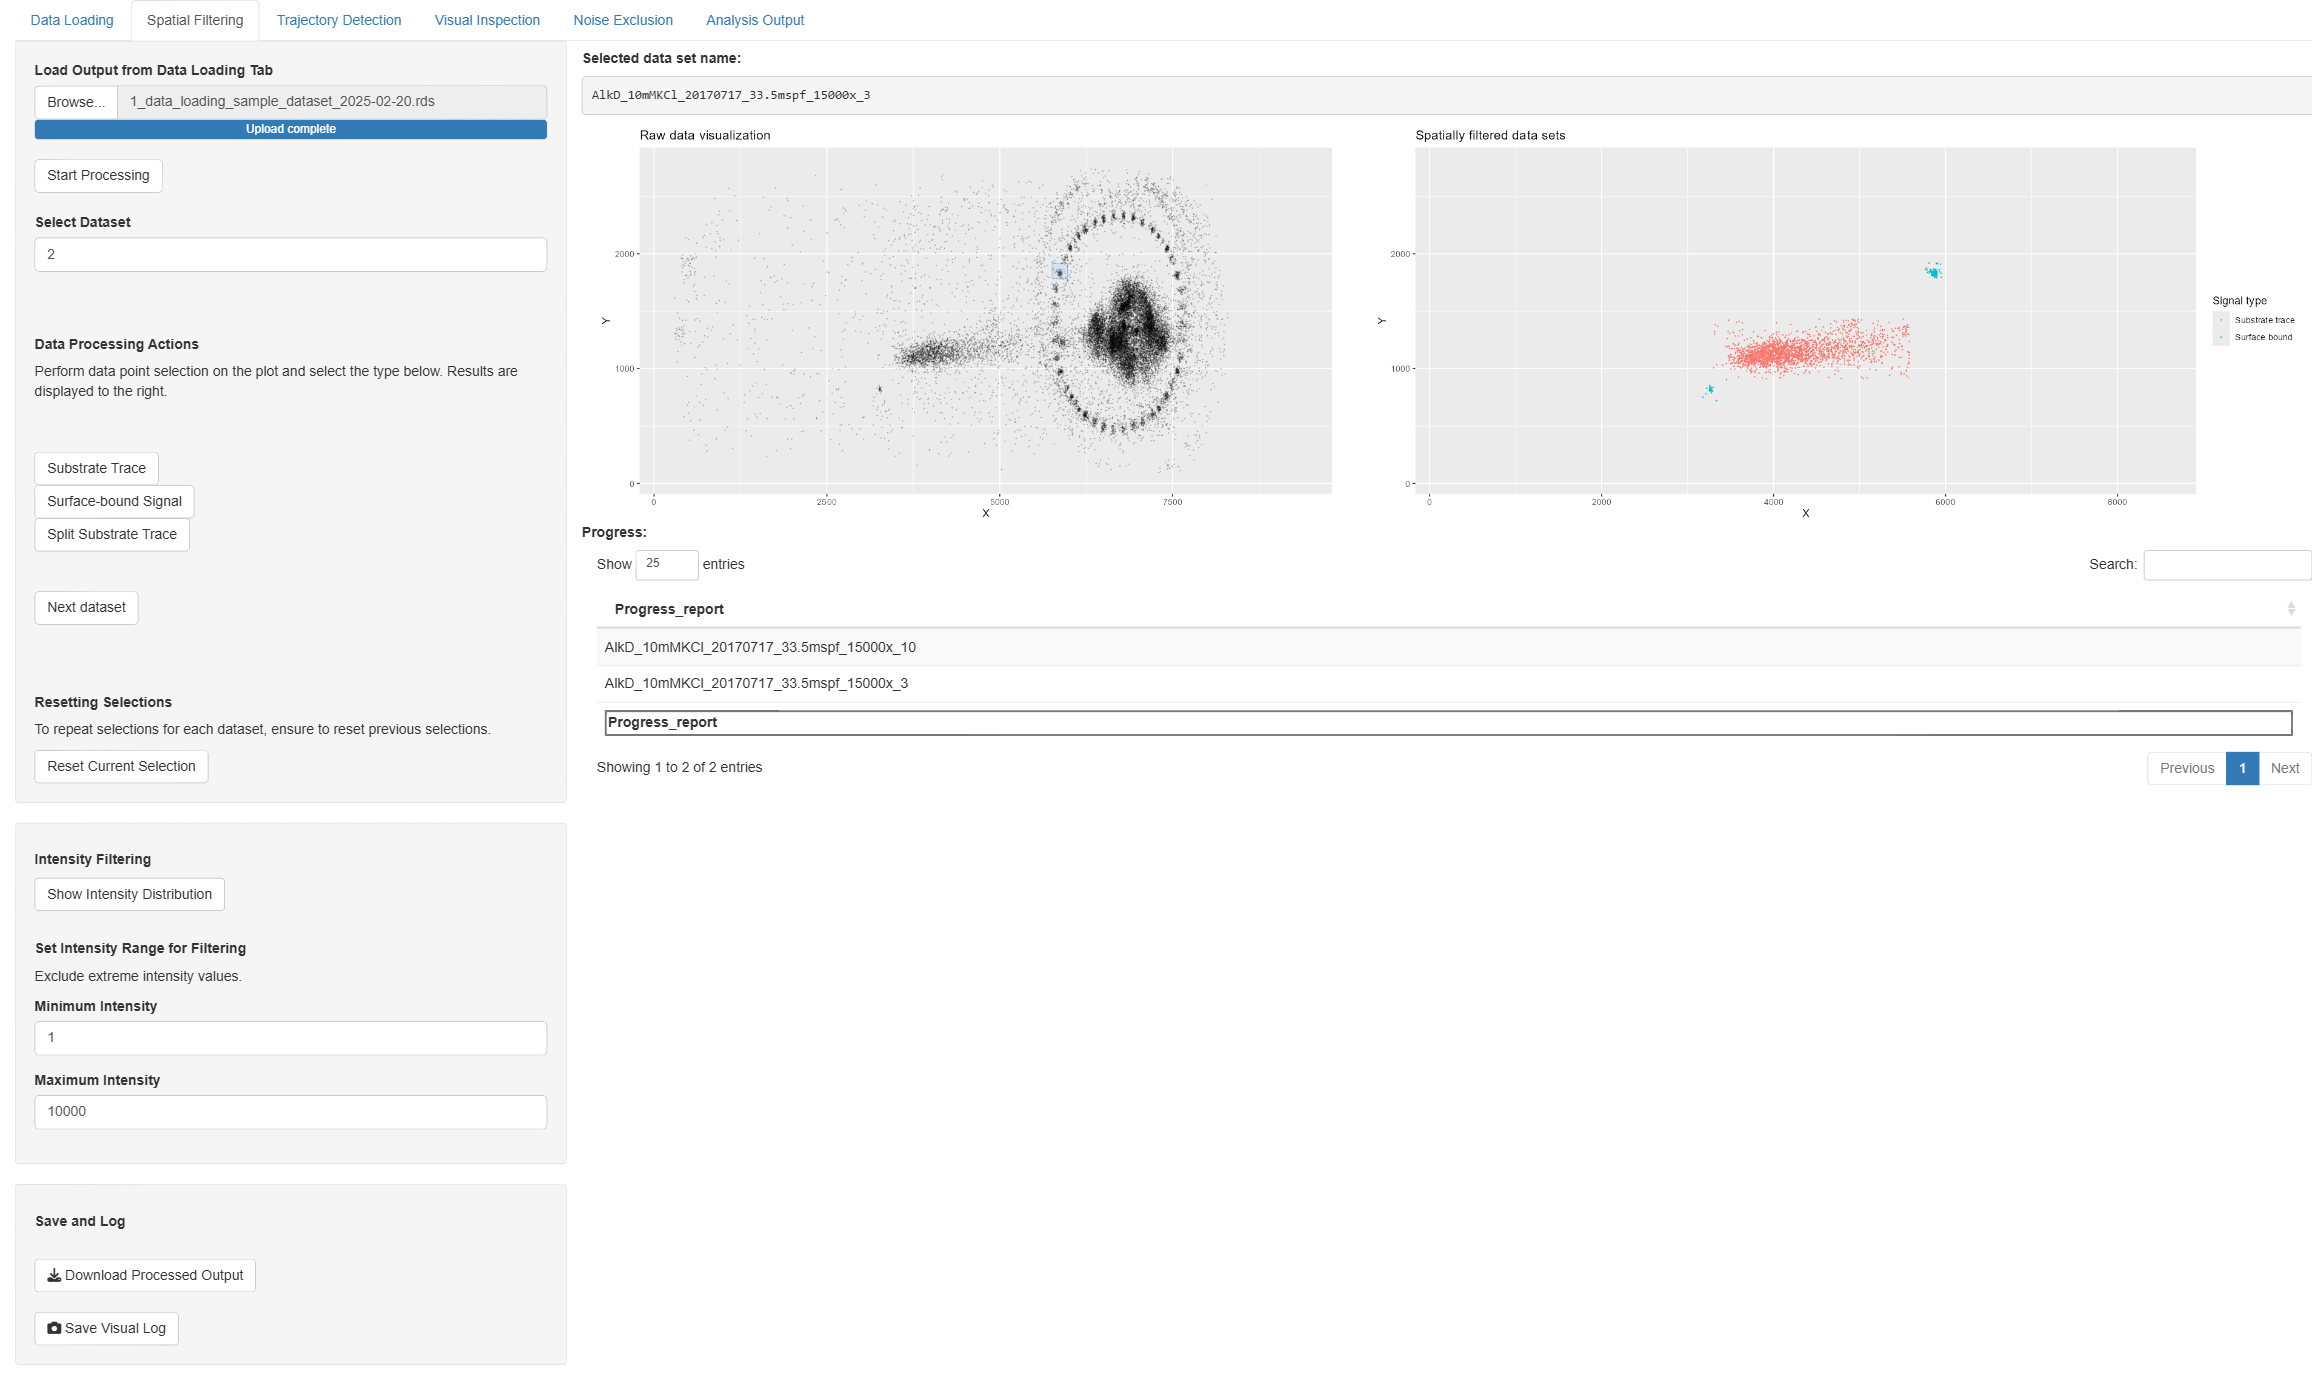 Data Loading Spatial Filtering Trajectory Detection Visual Inspection Noise Exclusion Analysis Output
Load Output from Data Loading Tab
Browse... 1_data_loading_sample_dataset_2025-02-20.rds
Upload complete
Start Processing
Select Dataset
2
Data Processing Actions
Perform data point selection on the plot and select the type below. Results are
displayed to the right.
Substrate Trace
Surface-bound Signal
Split Substrate Trace
Next dataset
Resetting Selections
To repeat selections for each dataset, ensure to reset previous selections.
Reset Current Selection
Intensity Filtering
Show Intensity Distribution
Set Intensity Range for Filtering
Exclude extreme intensity values.
Minimum Intensity
1
Maximum Intensity
10000
Save and Log
Download Processed Output
Save Visual Log
Selected data set name:
AlkD_10mMKCl_20170717_33.5mspf_15000x_3
Raw data visualization
Y
2000
1000
0
0 2500 5000 7500
X
Spatially filtered data sets
Y
2000
1000
0
0 2000 4000 6000 8000
X
Signal type
Substrate trace
Surface bound
Progress:
Show 25 entries
Search:
Progress_report
AlkD_10mMKCl_20170717_33.5mspf_15000x_10
AlkD_10mMKCl_20170717_33.5mspf_15000x_3
Progress_report
Showing 1 to 2 of 2 entries
Previous 1 Next